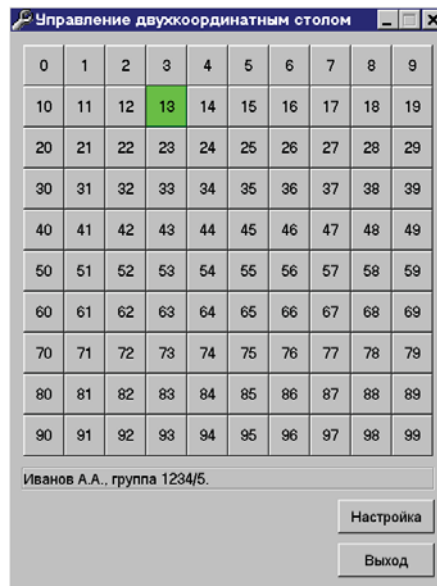 Управление двухкоординатным столом
0 1 2 3 4 5 6 7 8 9
10 11 12 13 14 15 16 17 18 19
20 21 22 23 24 25 26 27 28 29
30 31 32 33 34 35 36 37 38 39
40 41 42 43 44 45 46 47 48 49
50 51 52 53 54 55 56 57 58 59
60 61 62 63 64 65 66 67 68 69
70 71 72 73 74 75 76 77 78 79
80 81 82 83 84 85 86 87 88 89
90 91 92 93 94 95 96 97 98 99
Иванов А.А., группа 1234/5.
Настройка
Выход